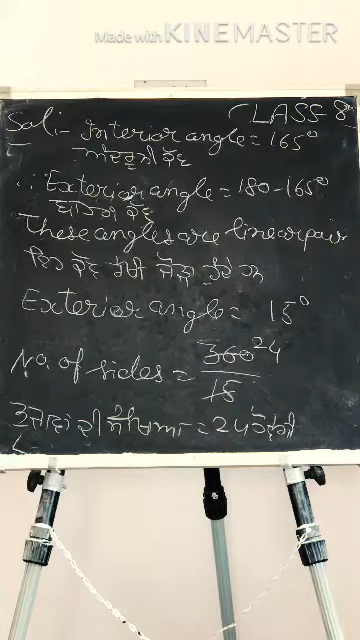 Made with KINEMASTER
CLASS 8
Sol:- Interior angle = 165°
ਅੰਦਰੂਨੀ ਕੋਣ
∴ Exterior angle = 180 - 165°
ਬਾਹਰੀ ਕੋਣ
These angles are linear pair
ਇਹ ਕੋਣ ਰੇਖੀ ਜੋੜਾ ਹੁੰਦੇ ਹਨ
Exterior angle = 15°
No. of sides = 360 24
15
ਭੁਜਾਵਾਂ ਦੀ ਸੰਖਿਆ = 24 ਹੋਵੇਗੀ